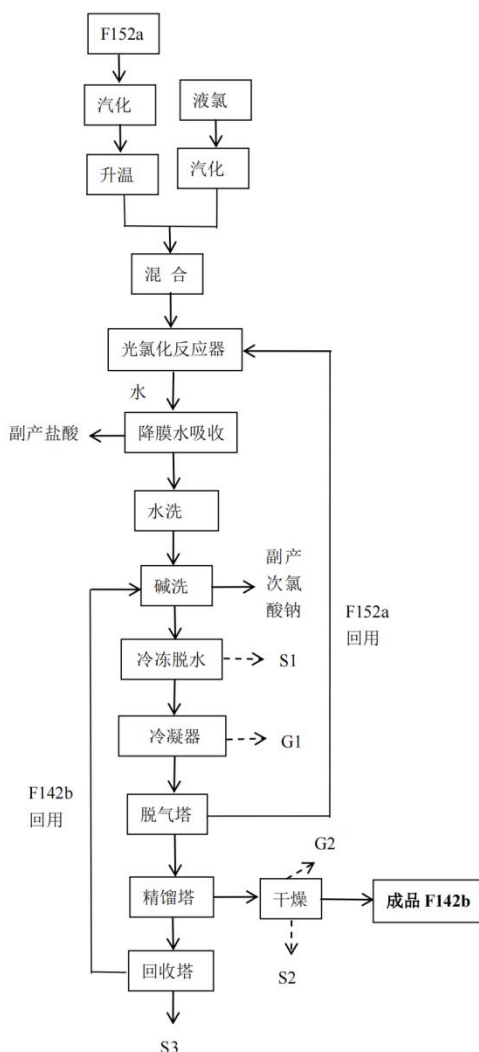 F152a
汽化
液氯
升温
汽化
混 合
光氯化反应器
水
副产盐酸
降膜水吸收
水洗
碱洗
副产
次氯
酸钠
F152a
回用
冷冻脱水
S1
冷凝器
G1
F142b
回用
脱气塔
G2
精馏塔
干燥
成品 F142b
回收塔
S2
S3